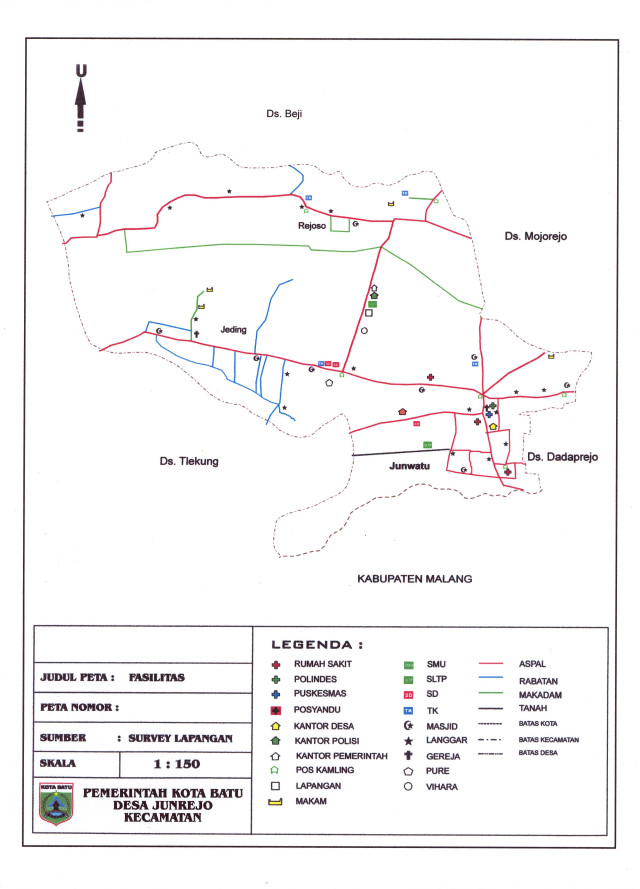 U
Ds. Beji
Rejoso
Ds. Mojorejo
Jeding
Ds. Tlekung
Ds. Dadaprejo
Junwatu
KABUPATEN MALANG
JUDUL PETA : FASILITAS
PETA NOMOR :
SUMBER : SURVEY LAPANGAN
SKALA 1 : 150
KOTA BATU
PEMERINTAH KOTA BATU
DESA JUNREJO
KECAMATAN
LEGENDA :
RUMAH SAKIT
POLINDES
PUSKESMAS
POSYANDU
KANTOR DESA
KANTOR POLISI
KANTOR PEMERINTAH
POS KAMLING
LAPANGAN
MAKAM
SMU
SLTP
SD SD
TK TK
MASJID
LANGGAR
GEREJA
PURE
VIHARA
ASPAL
RABATAN
MAKADAM
TANAH
BATAS KOTA
BATAS KECAMATAN
BATAS DESA